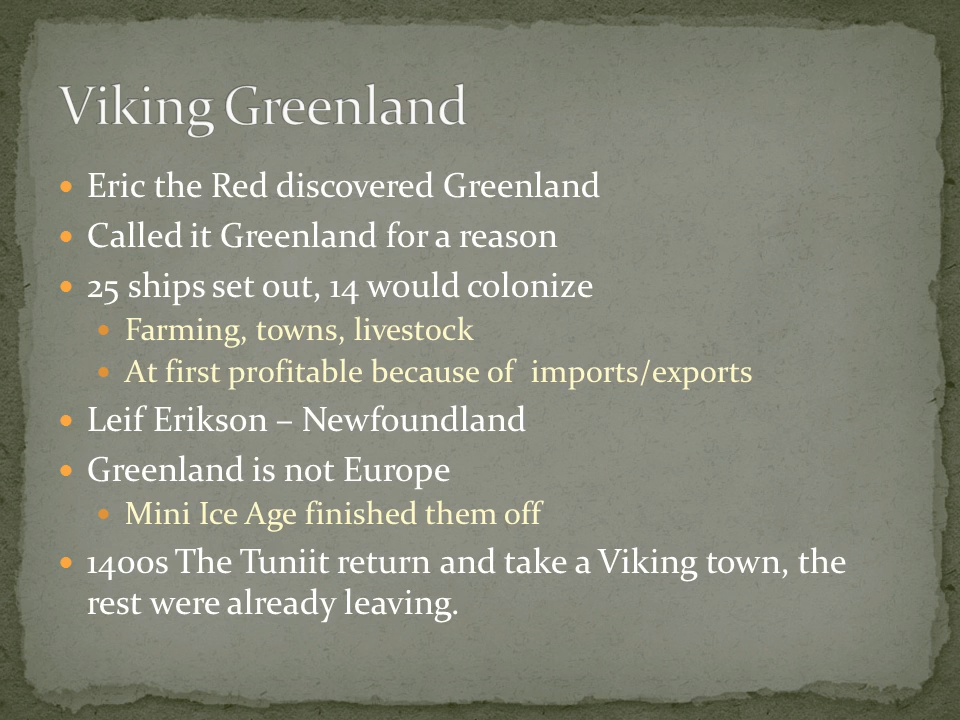 Viking Greenland
Eric the Red discovered Greenland
Called it Greenland for a reason
25 ships set out, 14 would colonize
Farming, towns, livestock
At first profitable because of  imports/exports
Leif Erikson – Newfoundland
Greenland is not Europe
Mini Ice Age finished them off
1400s The Tuniit return and take a Viking town, the
rest were already leaving.